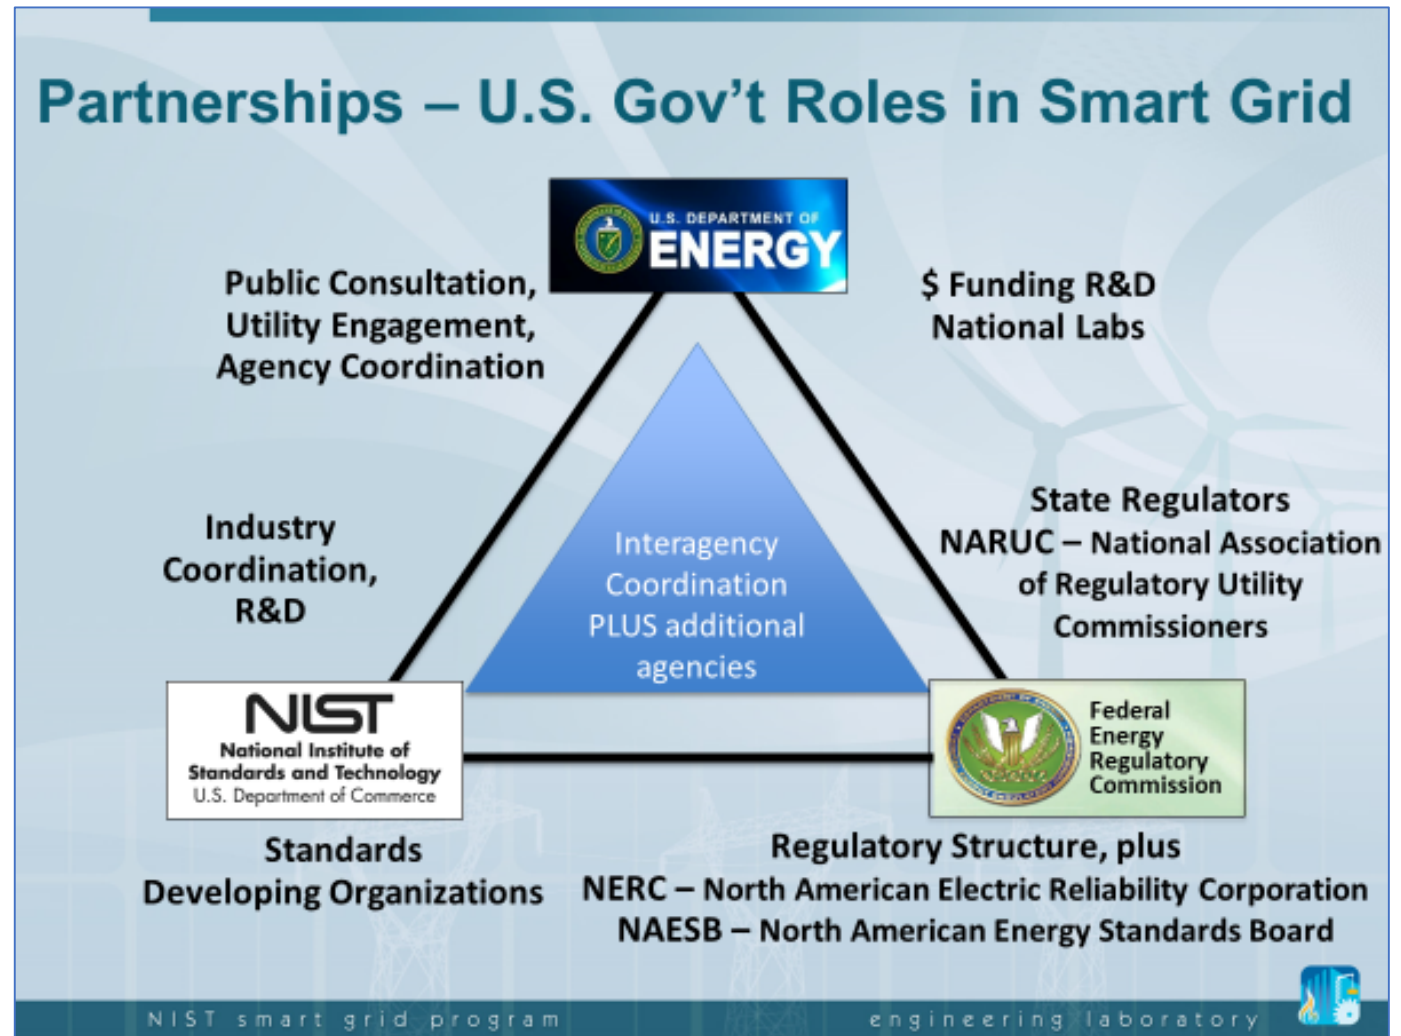 Partnerships – U.S. Gov’t Roles in Smart Grid
U.S. DEPARTMENT OF
ENERGY
Public Consultation,
Utility Engagement,
Agency Coordination
$ Funding R&D
National Labs
Industry
Coordination,
R&D
Interagency
Coordination
PLUS additional
agencies
State Regulators
NARUC – National Association
of Regulatory Utility
Commissioners
NIST
National Institute of
Standards and Technology
U.S. Department of Commerce
Federal
Energy
Regulatory
Commission
Standards
Developing Organizations
Regulatory Structure, plus
NERC – North American Electric Reliability Corporation
NAESB – North American Energy Standards Board
NIST smart grid program
engineering laboratory